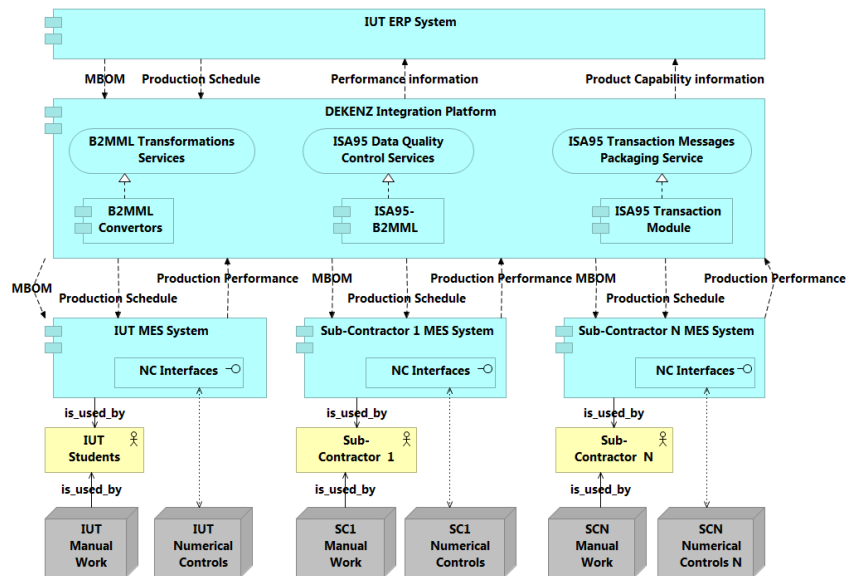 IUT ERP System
MBOM Production Schedule Performance information Product Capability information
DEKENZ Integration Platform
B2MML Transformations
Services
ISA95 Data Quality
Control Services
ISA95 Transaction Messages
Packaging Service
B2MML
Convertors
ISA95-
B2MML
ISA95 Transaction
Module
MBOM
Production Schedule
Production Performance
MBOM
Production Schedule
Production Performance
MBOM
Production Schedule
Production Performance
IUT MES System
NC Interfaces
Sub-Contractor 1 MES System
NC Interfaces
Sub-Contractor N MES System
NC Interfaces
is_used_by
is_used_by
is_used_by
IUT
Students
Sub-
Contractor 1
Sub-
Contractor N
is_used_by
is_used_by
is_used_by
IUT
Manual
Work
IUT
Numerical
Controls
SC1
Manual
Work
SC1
Numerical
Controls
SCN
Manual
Work
SCN
Numerical
Controls N